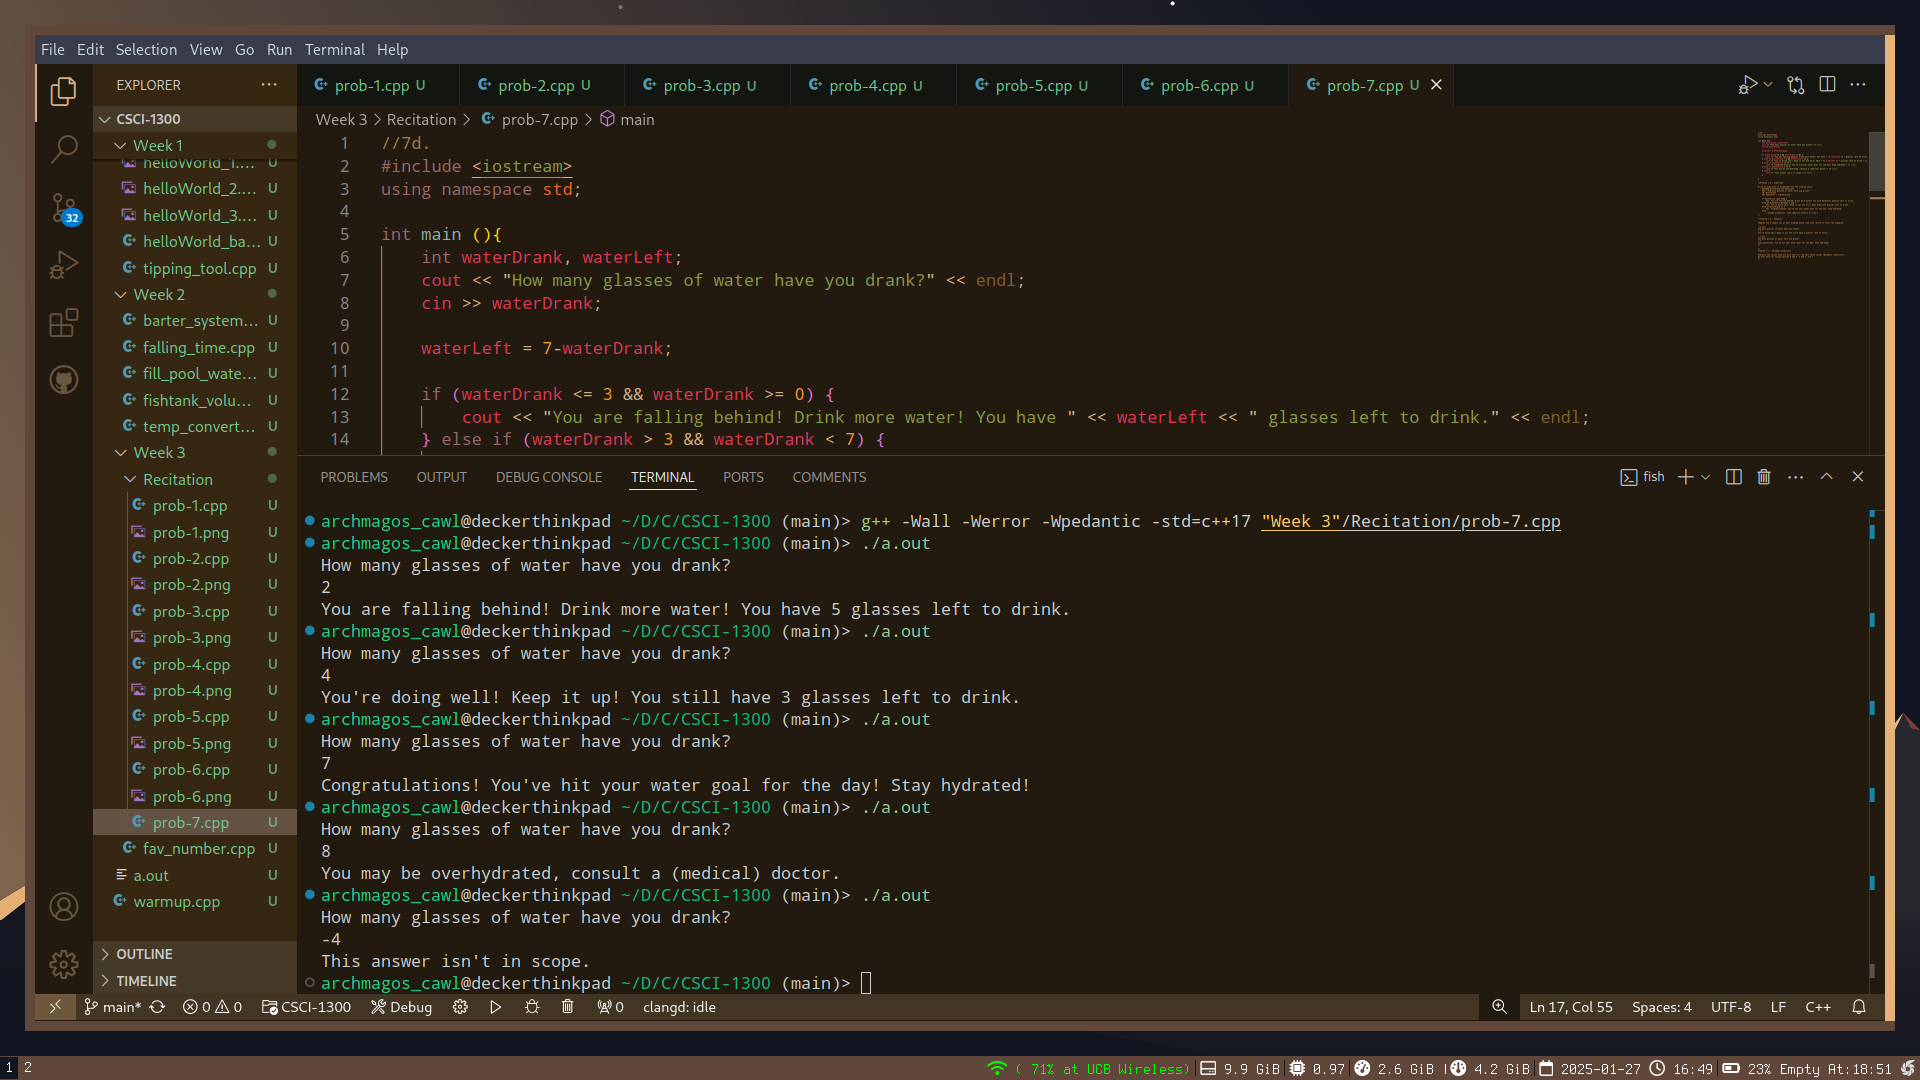 File Edit Selection View Go Run Terminal Help
EXPLORER ···
prob-1.cpp U prob-2.cpp U prob-3.cpp U prob-4.cpp U prob-5.cpp U prob-6.cpp U prob-7.cpp U
CSCI-1300
Week 3 > Recitation > prob-7.cpp > main
Week 1
helloWorld_1.... U
helloWorld_2.... U
helloWorld_3.... U
helloWorld_ba... U
tipping_tool.cpp U
Week 2
barter_system... U
falling_time.cpp U
fill_pool_wate... U
fishtank_volu... U
temp_convert... U
Week 3
Recitation
prob-1.cpp U
prob-1.png U
prob-2.cpp U
prob-2.png U
prob-3.cpp U
prob-3.png U
prob-4.cpp U
prob-4.png U
prob-5.cpp U
prob-5.png U
prob-6.cpp U
prob-6.png U
prob-7.cpp U
fav_number.cpp U
a.out U
warmup.cpp U
OUTLINE
TIMELINE
1 //7d.
2 #include <iostream>
3 using namespace std;
4
5 int main (){
6 int waterDrank, waterLeft;
7 cout << "How many glasses of water have you drank?" << endl;
8 cin >> waterDrank;
9
10 waterLeft = 7-waterDrank;
11
12 if (waterDrank <= 3 && waterDrank >= 0) {
13 cout << "You are falling behind! Drink more water! You have " << waterLeft << " glasses left to drink." << endl;
14 } else if (waterDrank > 3 && waterDrank < 7) {
PROBLEMS OUTPUT DEBUG CONSOLE TERMINAL PORTS COMMENTS fish
archmagos_cawl@deckerthinkpad ~/D/C/CSCI-1300 (main)> g++ -Wall -Werror -Wpedantic -std=c++17 "Week 3"/Recitation/prob-7.cpp
archmagos_cawl@deckerthinkpad ~/D/C/CSCI-1300 (main)> ./a.out
How many glasses of water have you drank?
2
You are falling behind! Drink more water! You have 5 glasses left to drink.
archmagos_cawl@deckerthinkpad ~/D/C/CSCI-1300 (main)> ./a.out
How many glasses of water have you drank?
4
You're doing well! Keep it up! You still have 3 glasses left to drink.
archmagos_cawl@deckerthinkpad ~/D/C/CSCI-1300 (main)> ./a.out
How many glasses of water have you drank?
7
Congratulations! You've hit your water goal for the day! Stay hydrated!
archmagos_cawl@deckerthinkpad ~/D/C/CSCI-1300 (main)> ./a.out
How many glasses of water have you drank?
8
You may be overhydrated, consult a (medical) doctor.
archmagos_cawl@deckerthinkpad ~/D/C/CSCI-1300 (main)> ./a.out
How many glasses of water have you drank?
-4
This answer isn't in scope.
archmagos_cawl@deckerthinkpad ~/D/C/CSCI-1300 (main)>
32
main* 0 0 CSCI-1300 Debug 0 clangd: idle Ln 17, Col 55 Spaces: 4 UTF-8 LF C++
1 2 ( 71% at UCB Wireless) 9.9 GiB 0.97 2.6 GiB | 4.2 GiB 2025-01-27 16:49 23% Empty At:18:51